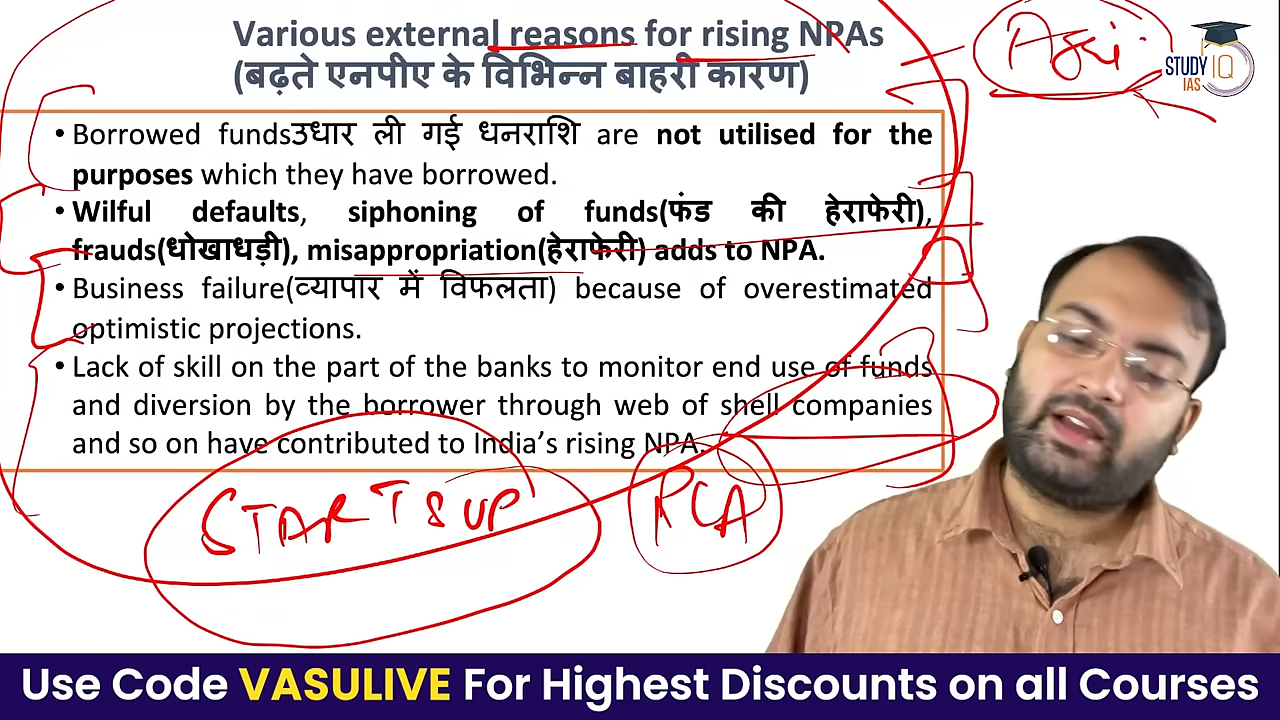 Various external reasons for rising NPAs
(बढ़ते एनपीए के विभिन्न बाहरी कारण)
Agri.
STUDY IQ
IAS
• Borrowed fundsउधार ली गई धनराशि are not utilised for the
purposes which they have borrowed.
• Wilful defaults, siphoning of funds(फंड की हेराफेरी),
frauds(धोखाधड़ी), misappropriation(हेराफेरी) adds to NPA.
• Business failure(व्यापार में विफलता) because of overestimated
optimistic projections.
• Lack of skill on the part of the banks to monitor end use of funds
and diversion by the borrower through web of shell companies
and so on have contributed to India’s rising NPA.
STARTSUP
PCA
Use Code VASULIVE For Highest Discounts on all Courses